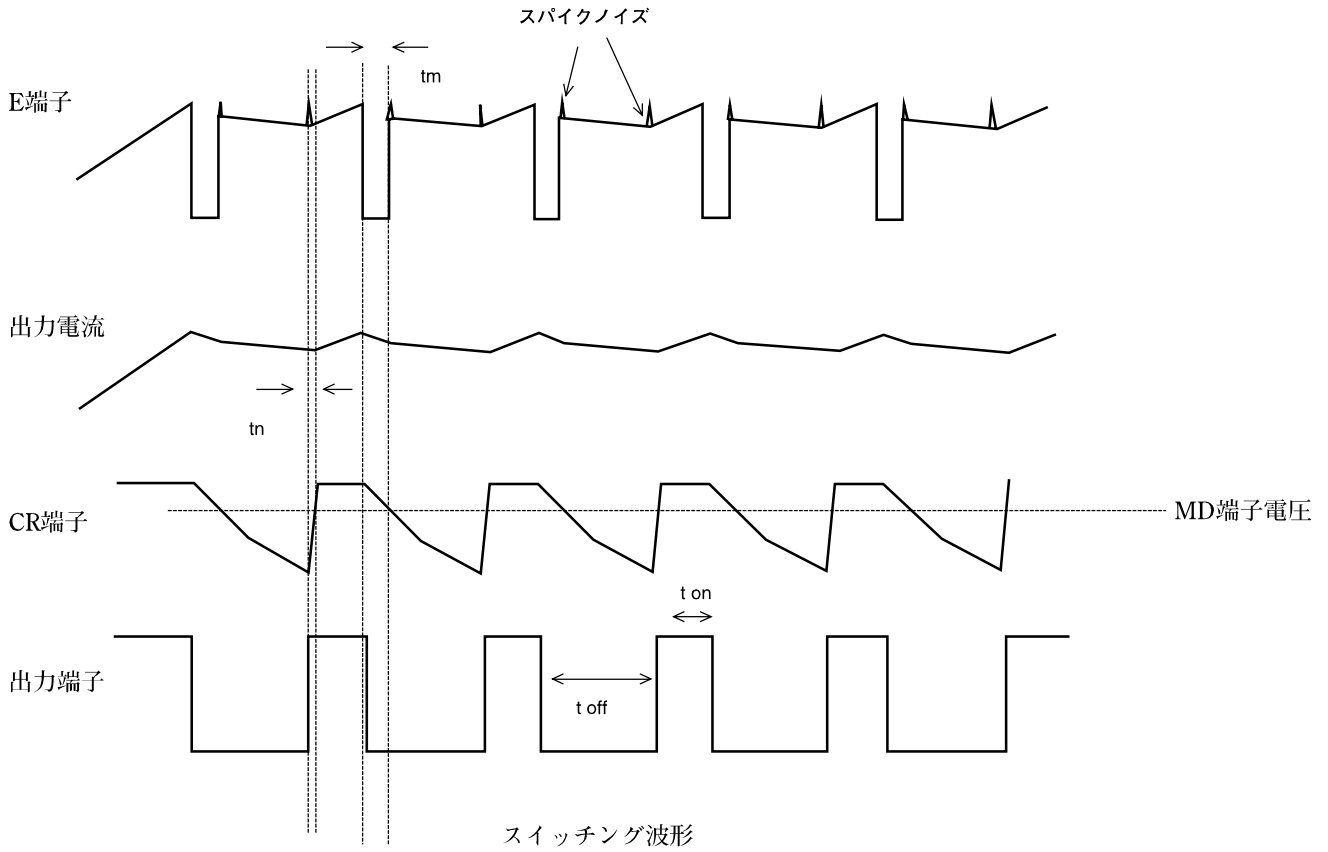 スパイクノイズ
tm
E端子
出力電流
tn
CR端子
MD端子電圧
t on
出力端子
t off
スイッチング波形